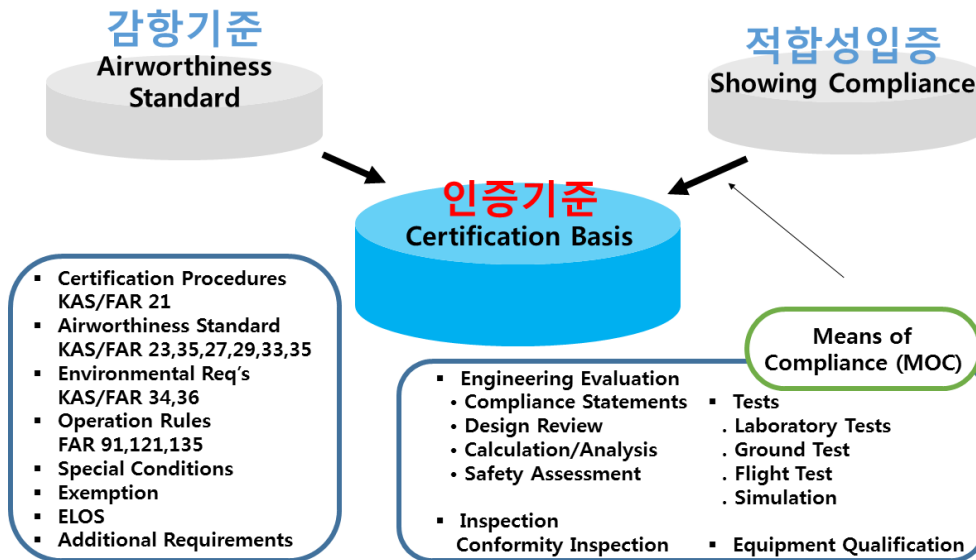 감항기준
Airworthiness
Standard
적합성입증
Showing Compliance
인증기준
Certification Basis
▪ Certification Procedures
KAS/FAR 21
▪ Airworthiness Standard
KAS/FAR 23,35,27,29,33,35
▪ Environmental Req's
KAS/FAR 34,36
▪ Operation Rules
FAR 91,121,135
▪ Special Conditions
▪ Exemption
▪ ELOS
▪ Additional Requirements
Means of
Compliance (MOC)
▪ Engineering Evaluation
• Compliance Statements
• Design Review
• Calculation/Analysis
• Safety Assessment
▪ Inspection
Conformity Inspection
▪ Tests
. Laboratory Tests
. Ground Test
. Flight Test
. Simulation
▪ Equipment Qualification